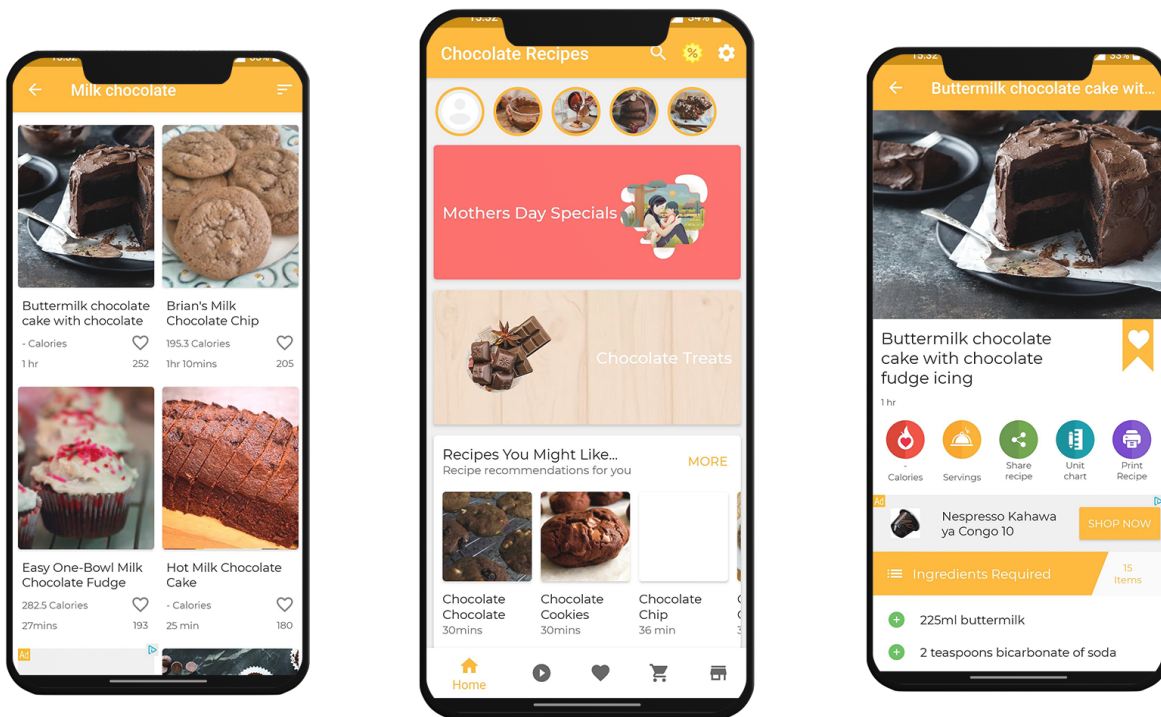 Milk chocolate
Buttermilk chocolate
cake with chocolate
- Calories
1 hr
252
Brian's Milk
Chocolate Chip
195.3 Calories
1hr 10mins
205
Easy One-Bowl Milk
Chocolate Fudge
282.5 Calories
27mins
193
Hot Milk Chocolate
Cake
- Calories
25 min
180
Ad
Chocolate Recipes
%
Mothers Day Specials
Chocolate Treats
Recipes You Might Like...
Recipe recommendations for you
MORE
Chocolate
Chocolate
30mins
Chocolate
Cookies
30mins
Chocolate
Chip
36 min
Home
15:32
33%
Buttermilk chocolate cake wit...
Buttermilk chocolate
cake with chocolate
fudge icing
1 hr
-
Calories
Servings
Share
recipe
Unit
chart
Print
Recipe
Ad
Nespresso Kahawa
ya Congo 10
SHOP NOW
Ingredients Required
15
Items
225ml buttermilk
2 teaspoons bicarbonate of soda